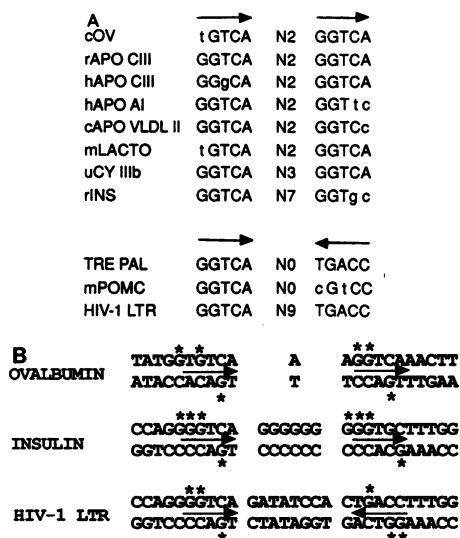 A
cOV tGTCA N2 GGTCA
rAPO CIII GGTCA N2 GGTCA
hAPO CIII GGgCA N2 GGTCA
hAPO AI GGTCA N2 GGTtc
cAPO VLDL II GGTCA N2 GGTCc
mLACTO tGTCA N2 GGTCA
uCY IIIb GGTCA N3 GGTCA
rINS GGTCA N7 GGTgc
TRE PAL GGTCA N0 TGACC
mPOMC GGTCA N0 cGtCC
HIV-1 LTR GGTCA N9 TGACC
B
* * **
TATGGTGTCA A AGGTCAAACTT
OVALBUMIN
ATACCACAGT T TCCAGTTTGAA
* *
*** ***
CCAGGGGTCA GGGGGG GGGTGCTTTGG
INSULIN
GGTCCCCAGT CCCCCC CCCACGAAACC
* *
** *
CCAGGGGTCA GATATCCA CTGACCTTTGG
HIV-1 LTR
GGTCCCCAGT CTATAGGT GACTGGAAACC
* **